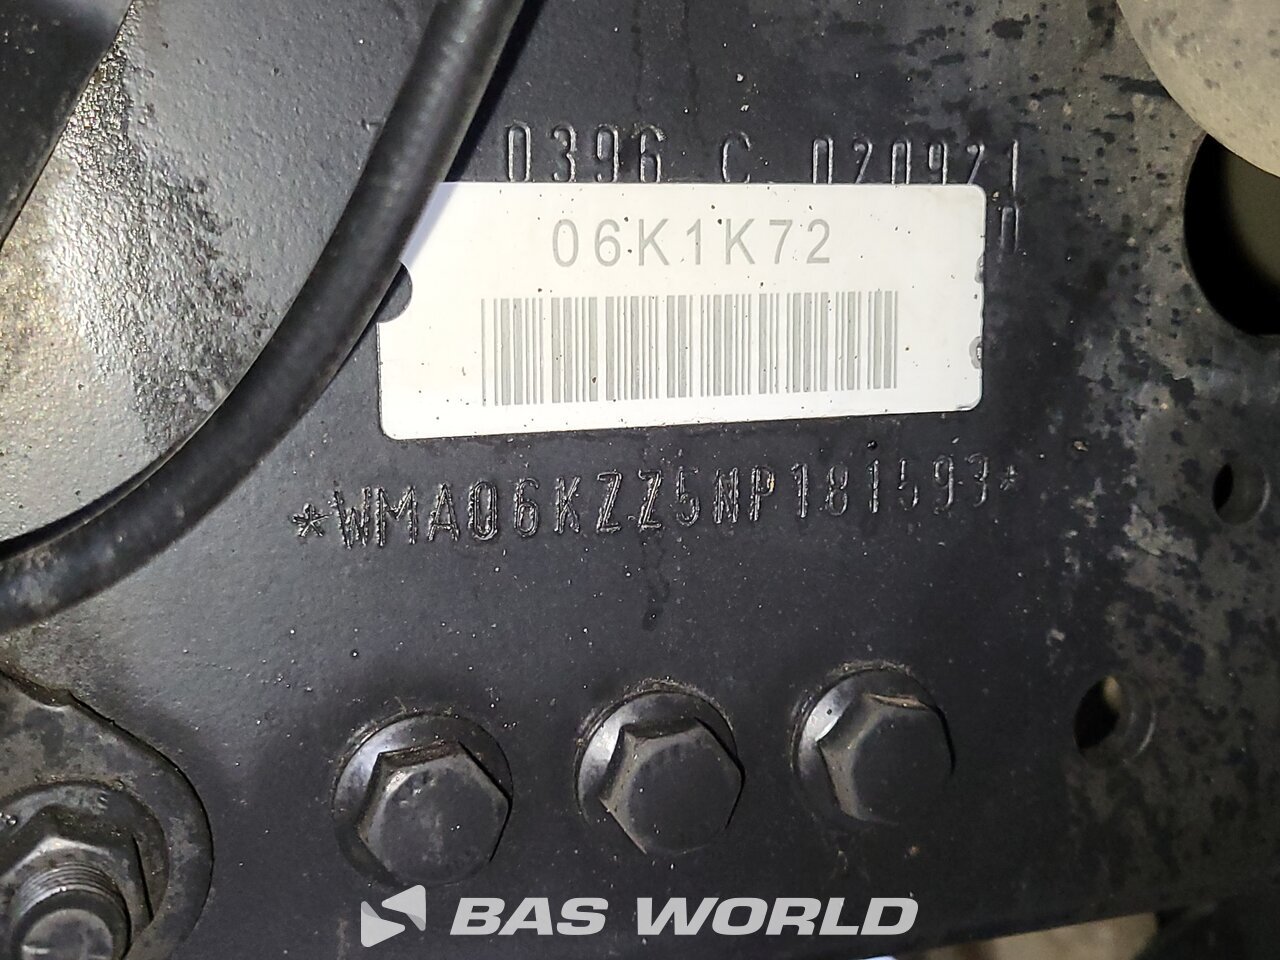 0396 C 020921
06K1K72
*WMA06KZZ5NP181593*
BAS WORLD